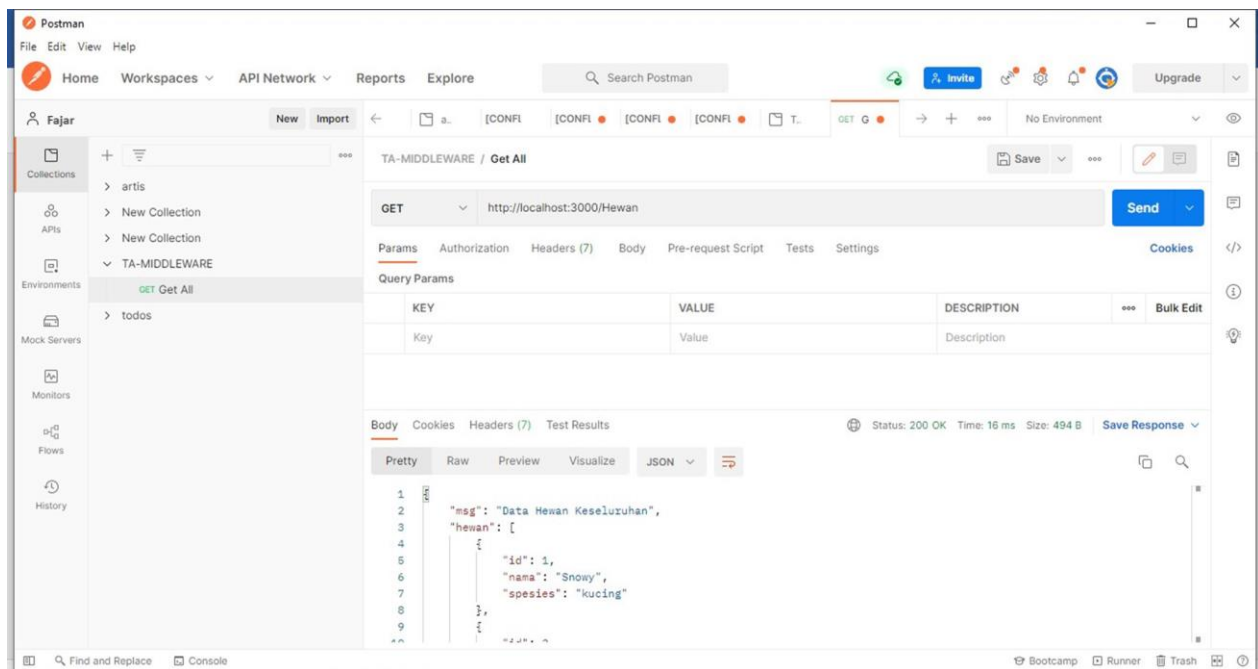 Postman
File Edit View Help
Home Workspaces API Network Reports Explore Search Postman Invite Upgrade
Fajar New Import a.. [CONFL [CONFL [CONFL [CONFL T.. GET G No Environment
Collections
APIs
Environments
Mock Servers
Monitors
Flows
History
artis
New Collection
New Collection
TA-MIDDLEWARE
GET Get All
todos
TA-MIDDLEWARE / Get All Save
GET http://localhost:3000/Hewan Send
Params Authorization Headers (7) Body Pre-request Script Tests Settings Cookies
Query Params
KEY VALUE DESCRIPTION Bulk Edit
Key Value Description
Body Cookies Headers (7) Test Results Status: 200 OK Time: 16 ms Size: 494 B Save Response
Pretty Raw Preview Visualize JSON
1 {
2 "msg": "Data Hewan Keseluruhan",
3 "hewan": [
4 {
5 "id": 1,
6 "nama": "Snowy",
7 "spesies": "kucing"
8 },
9 {
Find and Replace Console Bootcamp Runner Trash